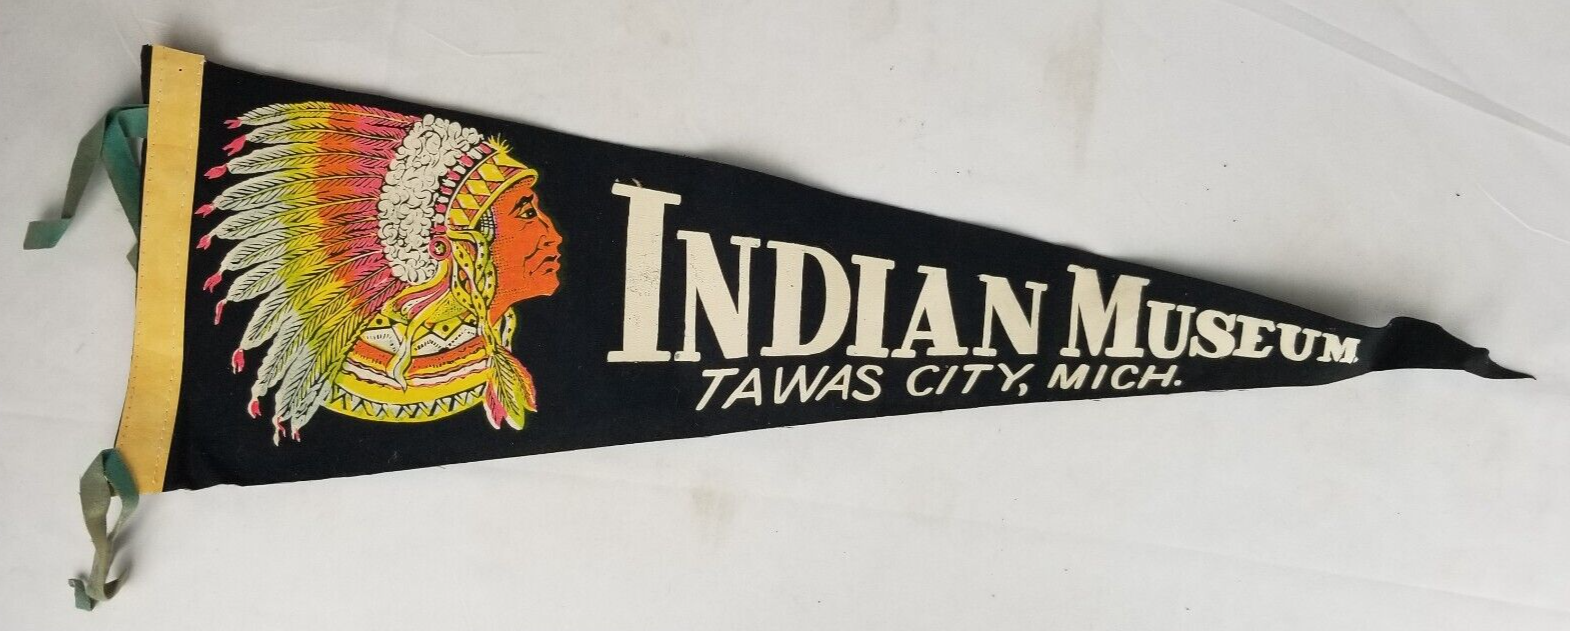 INDIAN MUSEUM.
TAWAS CITY, MICH.